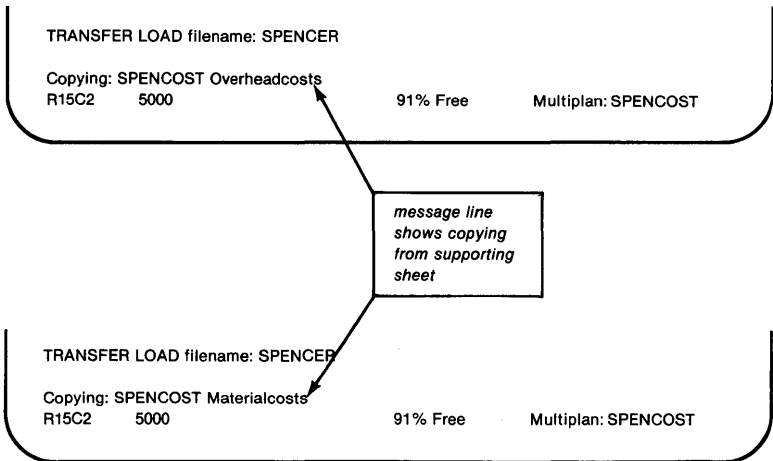 TRANSFER LOAD filename: SPENCER
Copying: SPENCOST Overheadcosts
R15C2 5000 91% Free Multiplan: SPENCOST
message line
shows copying
from supporting
sheet
TRANSFER LOAD filename: SPENCER
Copying: SPENCOST Materialcosts
R15C2 5000 91% Free Multiplan: SPENCOST